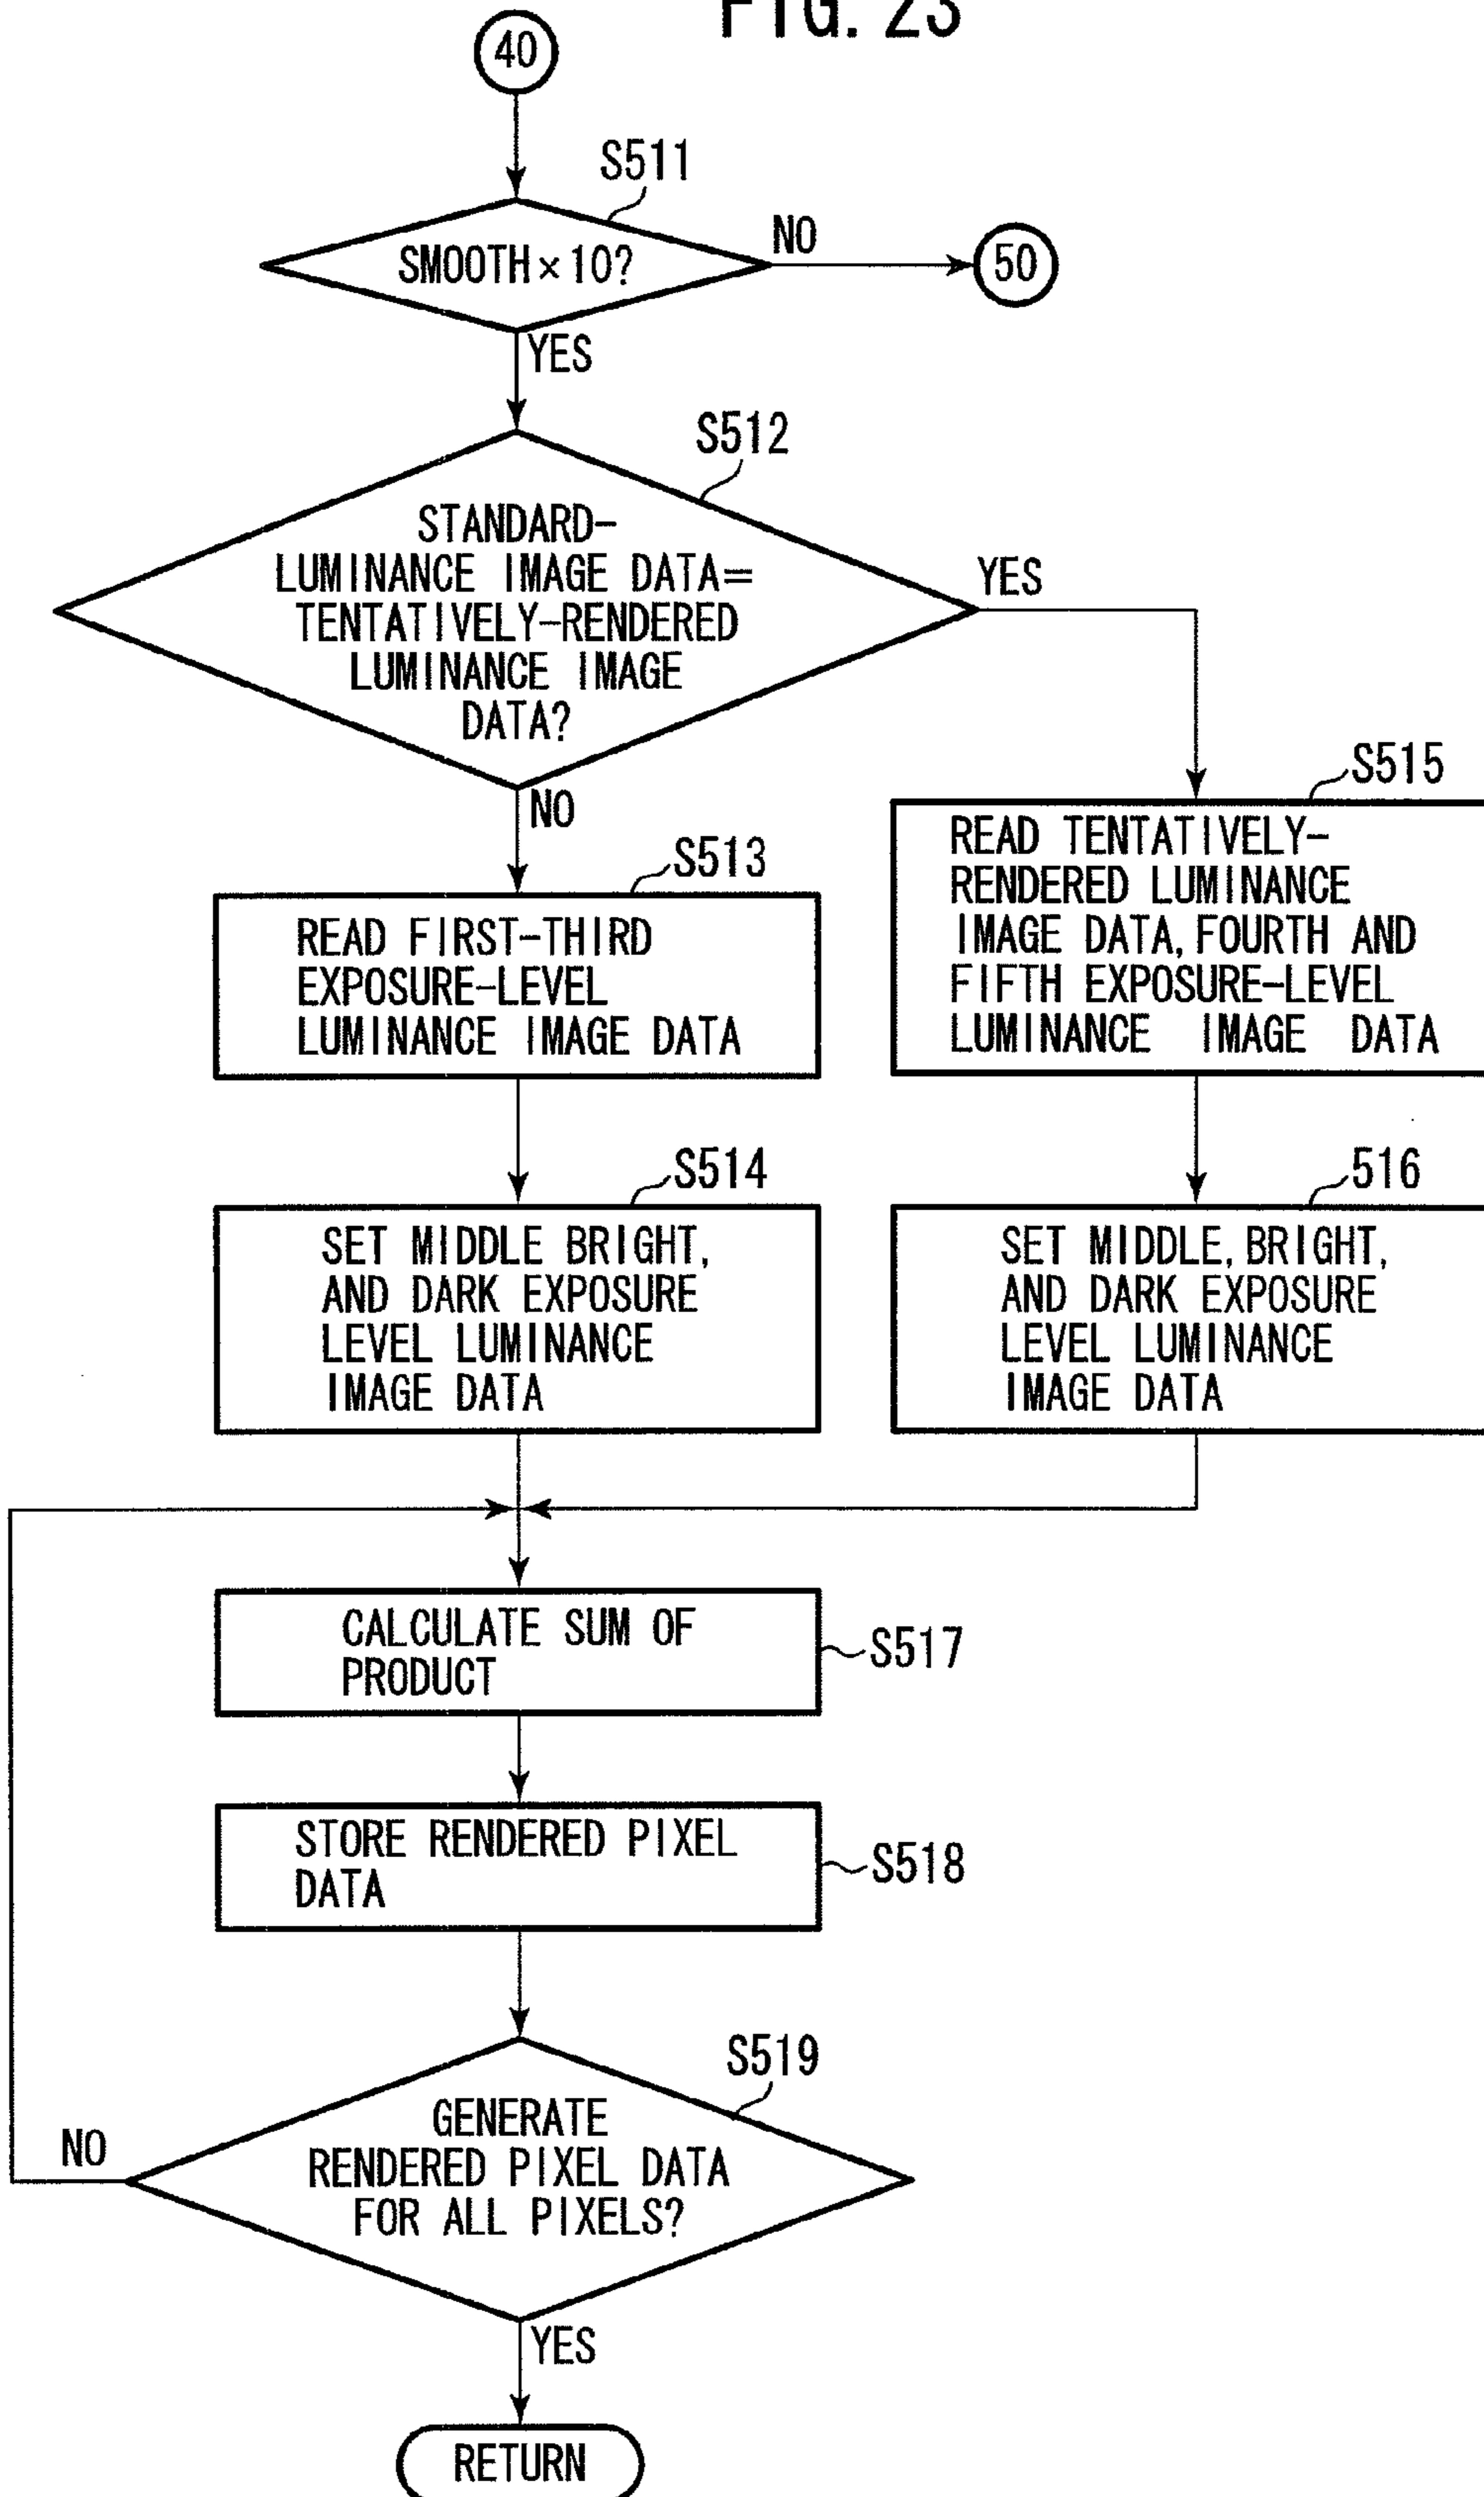 FIG. 23
40
S511
SMOOTH×10?
NO
50
YES
S512
STANDARD-
LUMINANCE IMAGE DATA=
TENTATIVELY-RENDERED
LUMINANCE IMAGE
DATA?
YES
NO
S513
READ FIRST-THIRD
EXPOSURE-LEVEL
LUMINANCE IMAGE DATA
S515
READ TENTATIVELY-
RENDERED LUMINANCE
IMAGE DATA, FOURTH AND
FIFTH EXPOSURE-LEVEL
LUMINANCE IMAGE DATA
S514
SET MIDDLE BRIGHT,
AND DARK EXPOSURE
LEVEL LUMINANCE
IMAGE DATA
516
SET MIDDLE, BRIGHT,
AND DARK EXPOSURE
LEVEL LUMINANCE
IMAGE DATA
CALCULATE SUM OF
PRODUCT
S517
STORE RENDERED PIXEL
DATA
S518
S519
GENERATE
RENDERED PIXEL DATA
FOR ALL PIXELS?
NO
YES
RETURN